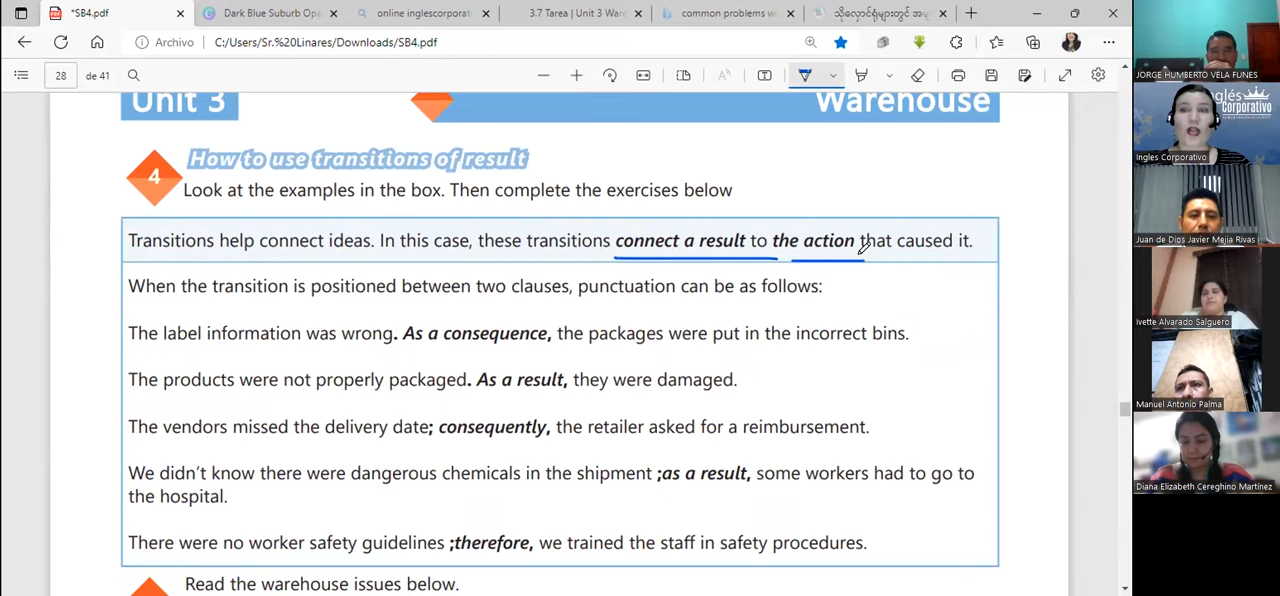 *SB4.pdf
Dark Blue Suburb Ope
online inglescorporat
3.7 Tarea | Unit 3 Ware
common problems wi
Archivo
C:/Users/Sr.%20Linares/Downloads/SB4.pdf
28
de 41
Unit 3
Warehouse
4
How to use transitions of result
Look at the examples in the box. Then complete the exercises below
Transitions help connect ideas. In this case, these transitions connect a result to the action that caused it.
When the transition is positioned between two clauses, punctuation can be as follows:
The label information was wrong. As a consequence, the packages were put in the incorrect bins.
The products were not properly packaged. As a result, they were damaged.
The vendors missed the delivery date; consequently, the retailer asked for a reimbursement.
We didn't know there were dangerous chemicals in the shipment ;as a result, some workers had to go to
the hospital.
There were no worker safety guidelines ;therefore, we trained the staff in safety procedures.
Read the warehouse issues below.
JORGE HUMBERTO VELA FUNES
Inglés
Corporativo
Ingles Corporativo
Juan de Dios Javier Mejia Rivas
Ivette Alvarado Salguero
Manuel Antonio Palma
Diana Elizabeth Cereghino Martínez